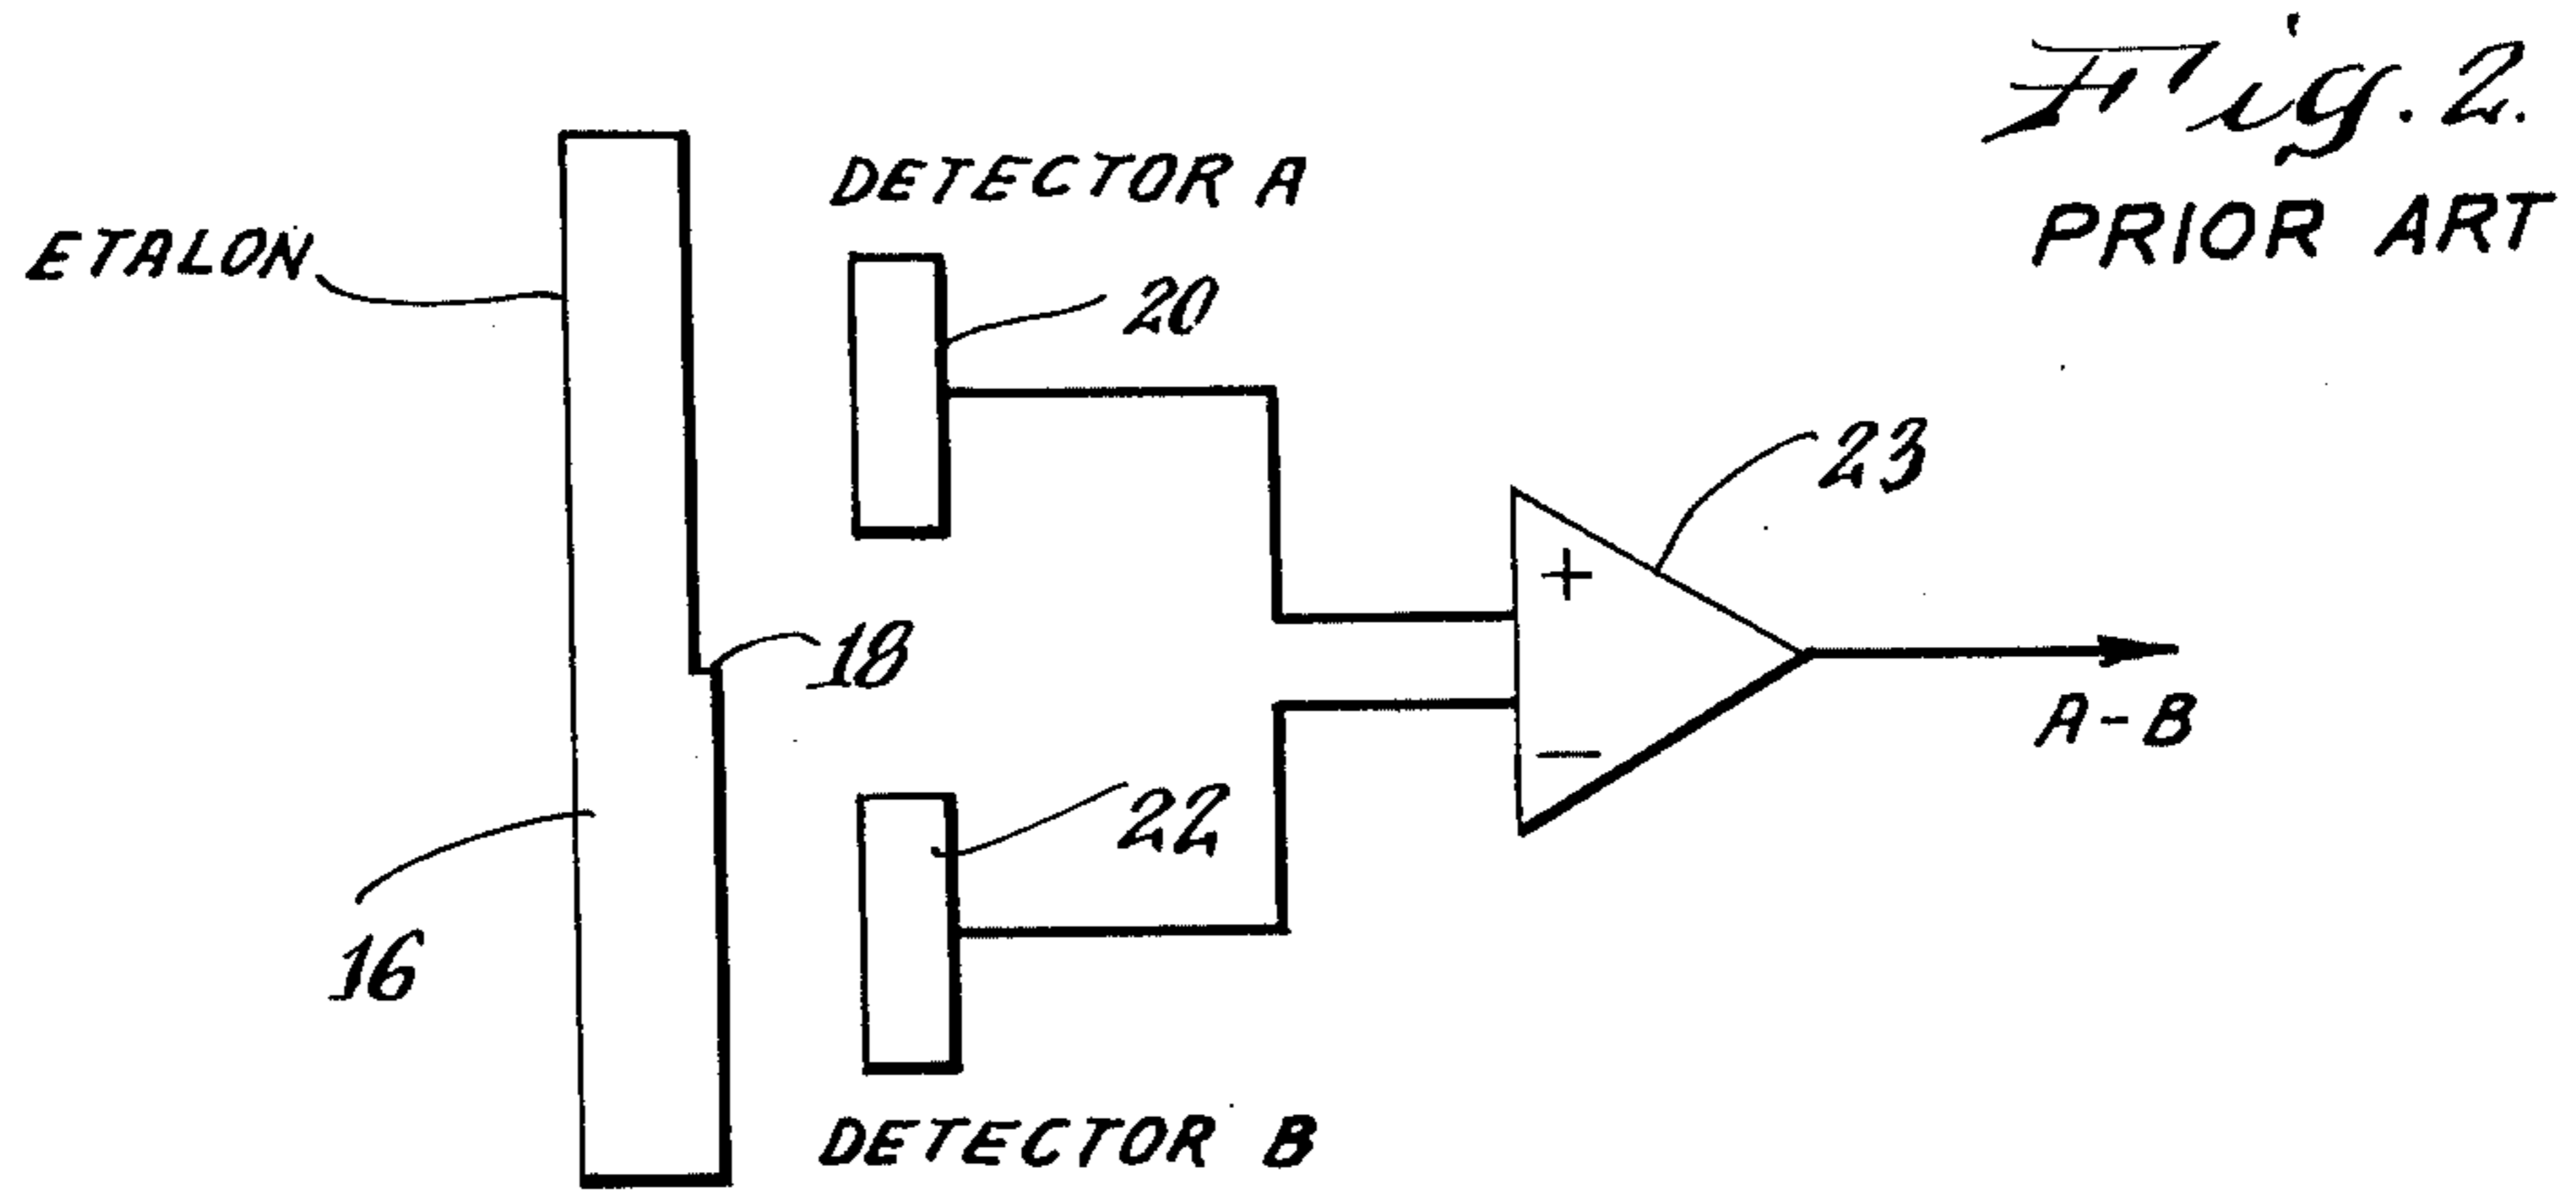 Fig. 2.
PRIOR ART
DETECTOR A
ETALON
20
23
+
18
A-B
−
22
16
DETECTOR B